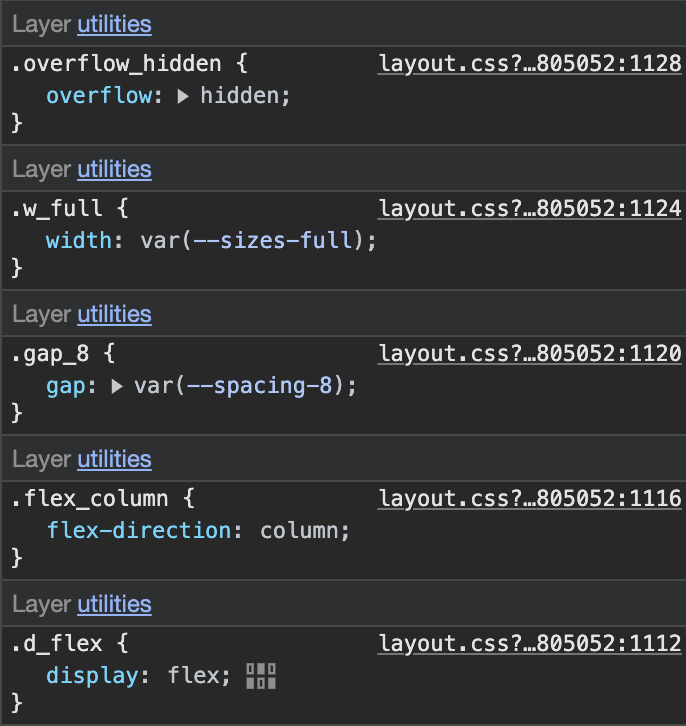 Layer utilities
.overflow_hidden { layout.css?…805052:1128
overflow: ▶ hidden;
}
Layer utilities
.w_full { layout.css?…805052:1124
width: var(--sizes-full);
}
Layer utilities
.gap_8 { layout.css?…805052:1120
gap: ▶ var(--spacing-8);
}
Layer utilities
.flex_column { layout.css?…805052:1116
flex-direction: column;
}
Layer utilities
.d_flex { layout.css?…805052:1112
display: flex;
}